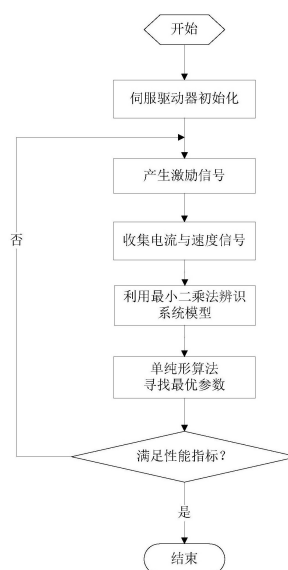 开始
伺服驱动器初始化
产生激励信号
否
收集电流与速度信号
利用最小二乘法辨识
系统模型
单纯形算法
寻找最优参数
满足性能指标?
是
结束